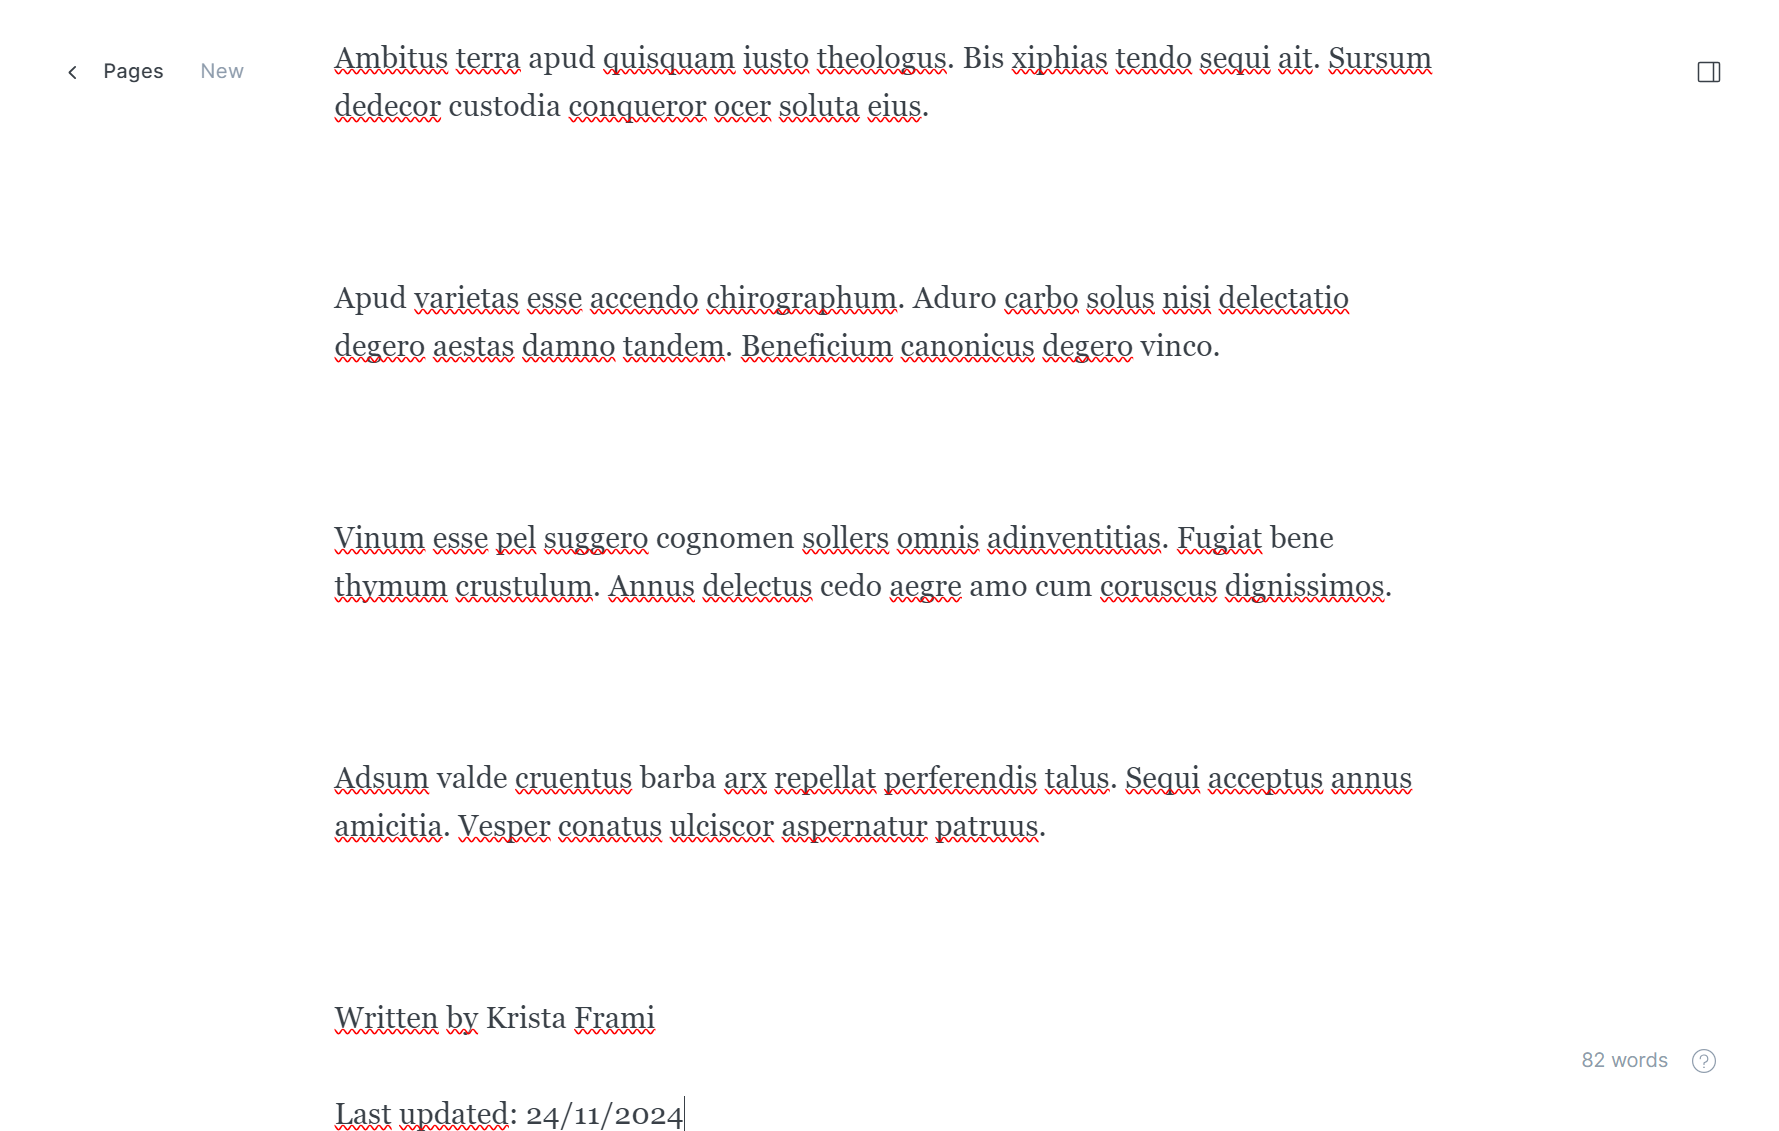 Pages New
Ambitus terra apud quisquam iusto theologus. Bis xiphias tendo sequi ait. Sursum
dedecor custodia conqueror ocer soluta eius.
Apud varietas esse accendo chirographum. Aduro carbo solus nisi delectatio
degero aestas damno tandem. Beneficium canonicus degero vinco.
Vinum esse pel suggero cognomen sollers omnis adinventitias. Fugiat bene
thymum crustulum. Annus delectus cedo aegre amo cum coruscus dignissimos.
Adsum valde cruentus barba arx repellat perferendis talus. Sequi acceptus annus
amicitia. Vesper conatus ulciscor aspernatur patruus.
Written by Krista Frami
82 words
Last updated: 24/11/2024